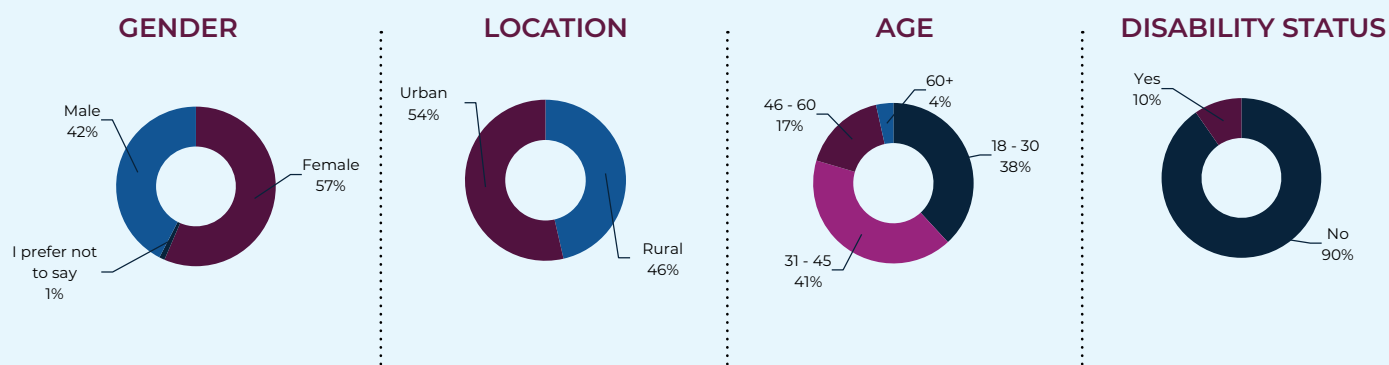 GENDER
Male
42%
Female
57%
I prefer not
to say
1%
LOCATION
Urban
54%
Rural
46%
AGE
60+
4%
46 - 60
17%
18 - 30
38%
31 - 45
41%
DISABILITY STATUS
Yes
10%
No
90%